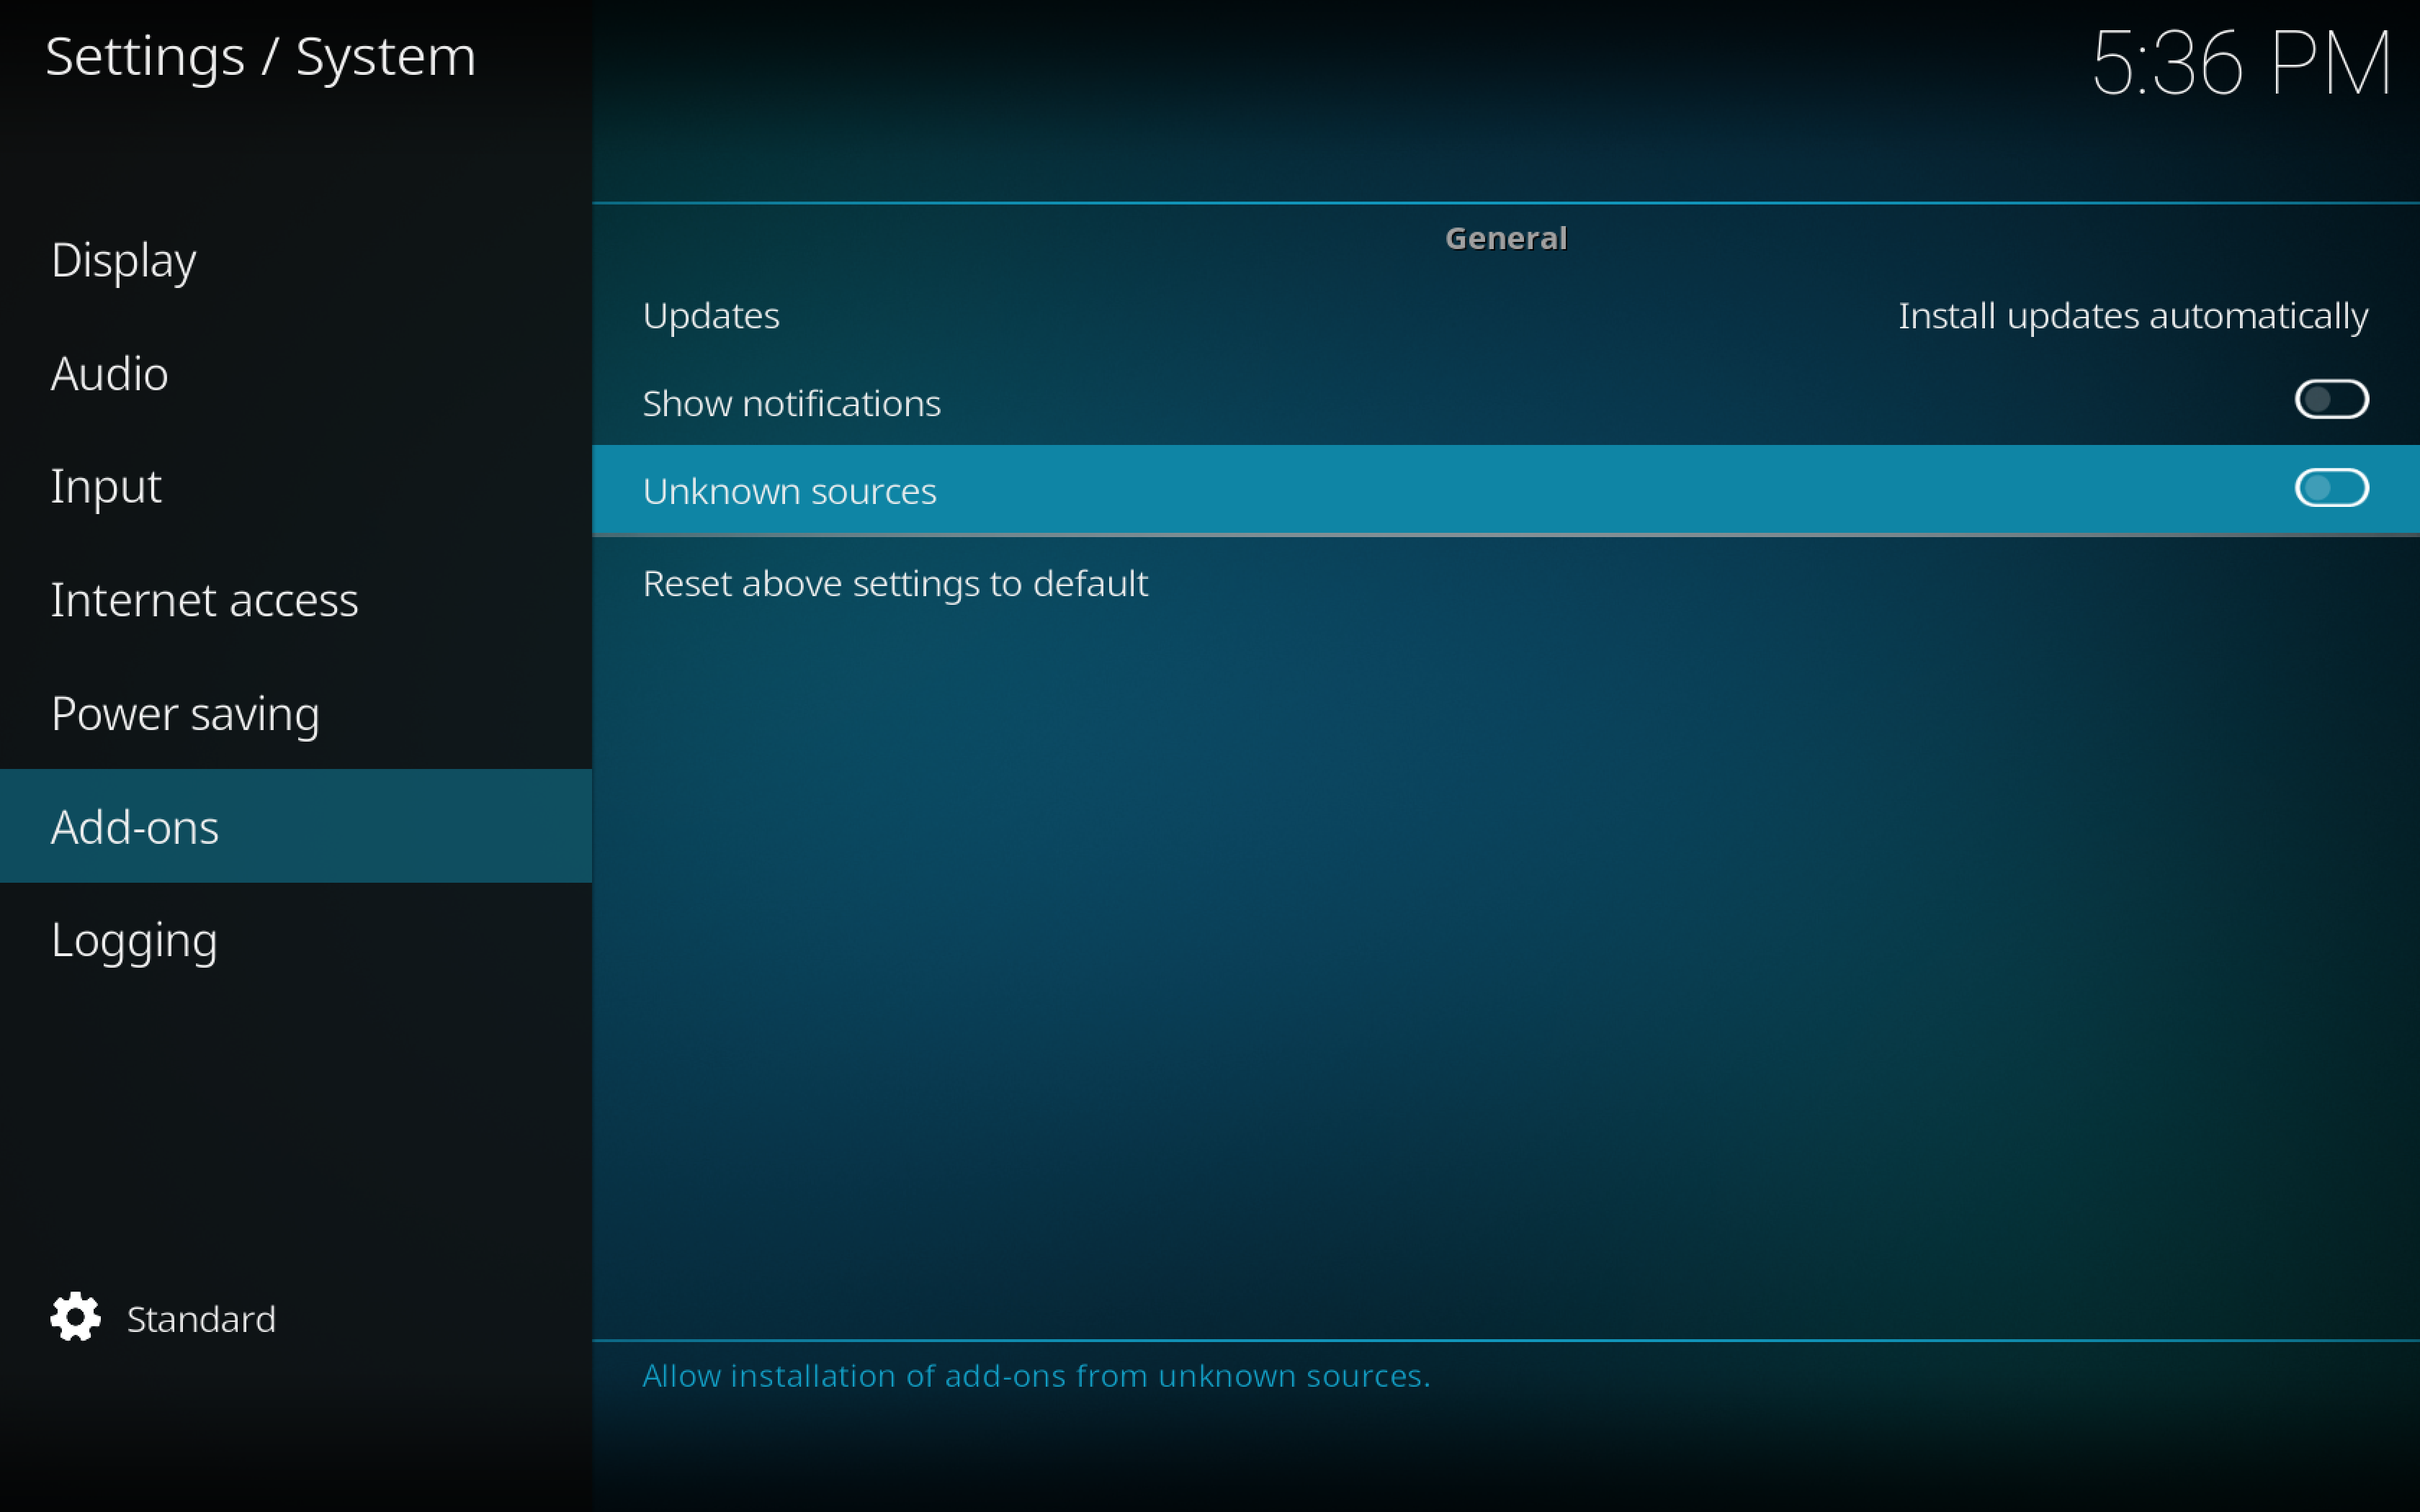 Settings / System
5:36 PM
Display
Audio
Input
Internet access
Power saving
Add-ons
Logging
Standard
General
Updates
Install updates automatically
Show notifications
Unknown sources
Reset above settings to default
Allow installation of add-ons from unknown sources.